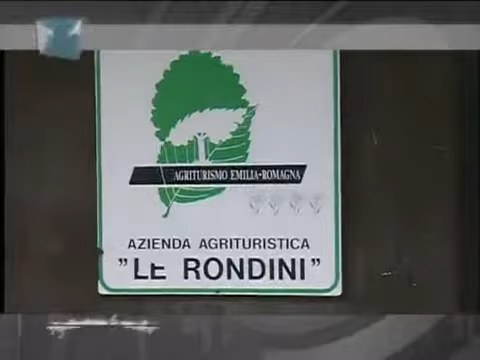 AGRITURISMO EMILIA-ROMAGNA
AZIENDA AGRITURISTICA
"LE RONDINI"